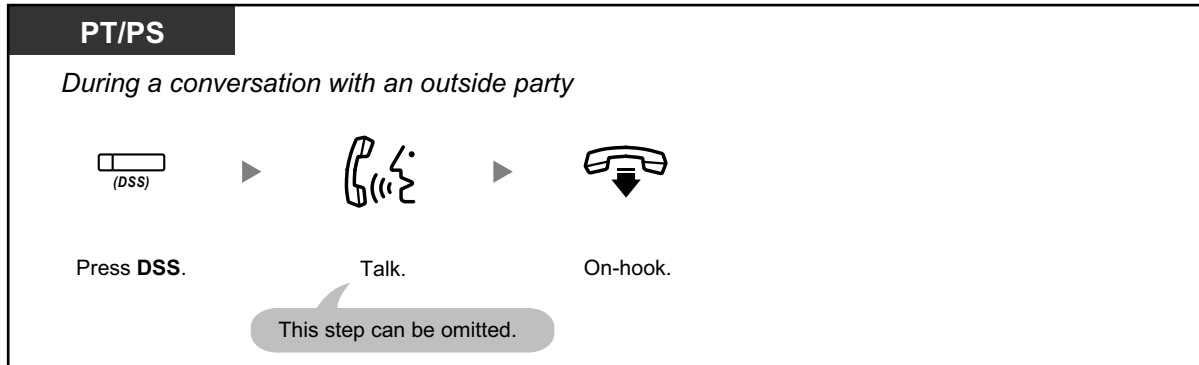 PT/PS
During a conversation with an outside party
(DSS)
Press DSS. Talk. On-hook.
This step can be omitted.